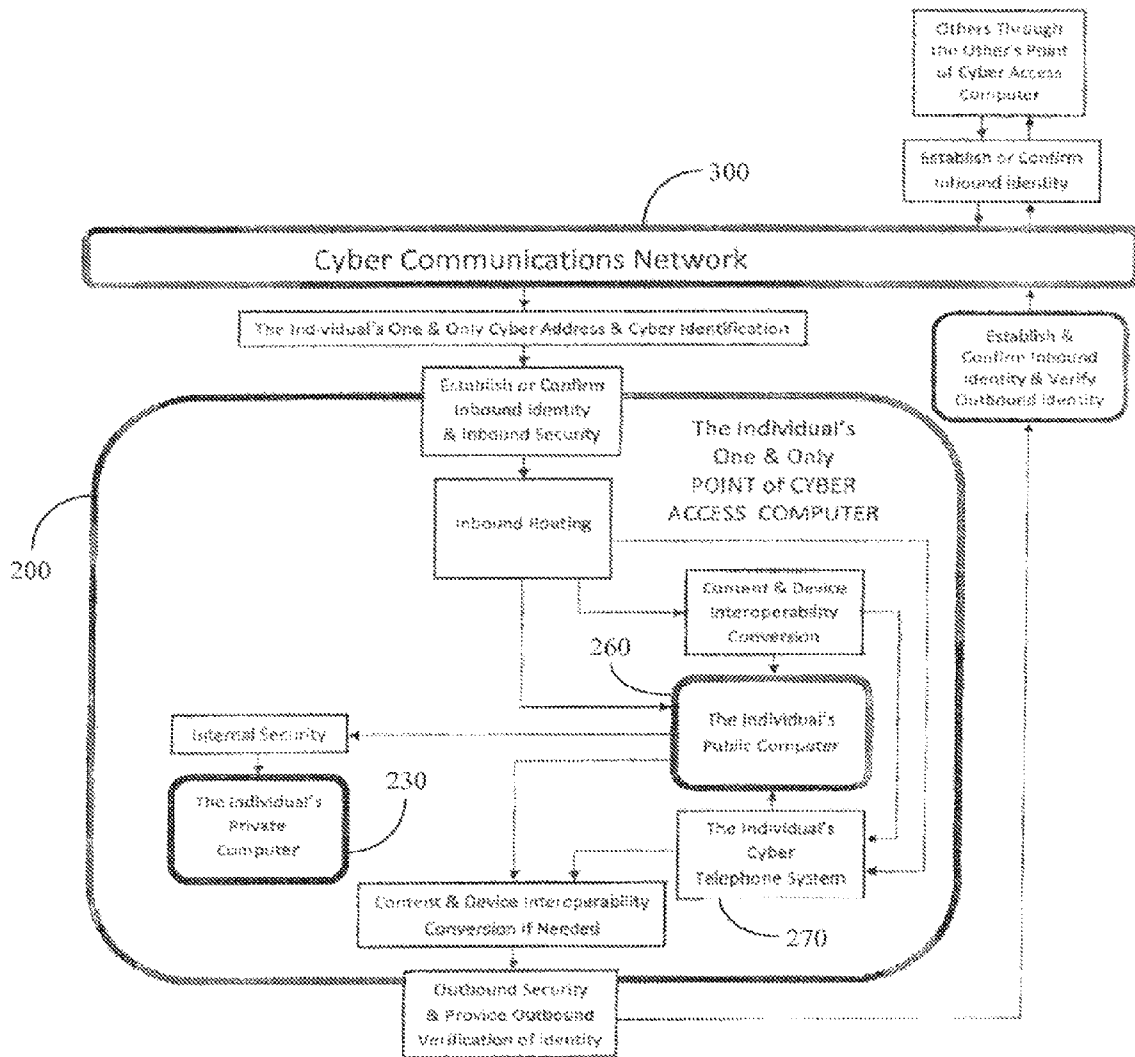 Others Through
the Other's Point
of Cyber Access
Computer
Establish or Confirm
Inbound Identity
300
Cyber Communications Network
The Individual's One & Only Cyber Address & Cyber Identification
Establish &
Confirm Inbound
Identity & Verify
Outbound Identity
Establish or Confirm
Inbound Identity
& Inbound Security
The Individual's
One & Only
POINT of CYBER
ACCESS COMPUTER
200
Inbound Routing
Content & Device
Interoperability
Conversion
260
The Individual's
Public Computer
Internal Security
The Individual's
Private
Computer
230
The Individual's
Cyber
Telephone System
270
Content & Device Interoperability
Conversion if Needed
Outbound Security
& Provide Outbound
Verification of Identity